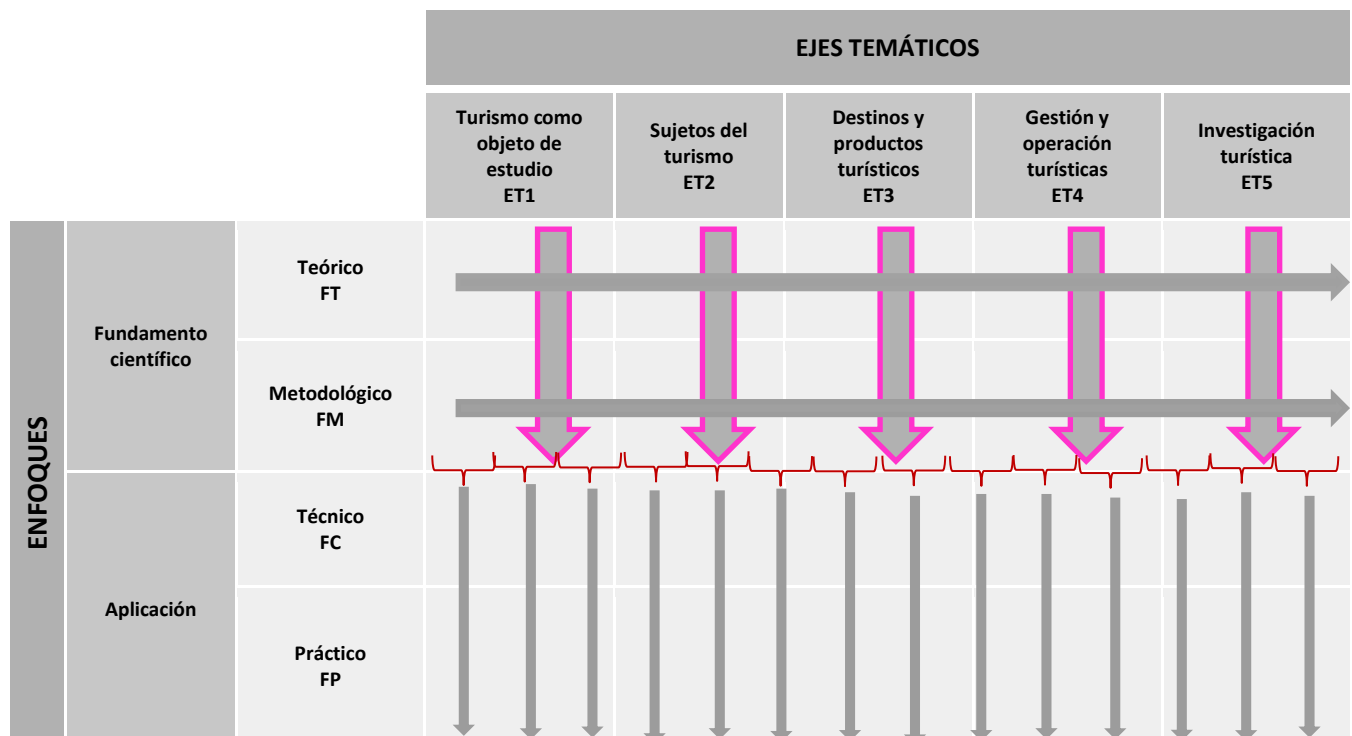 EJES TEMÁTICOS
Turismo como
objeto de
estudio
ET1
Sujetos del
turismo
ET2
Destinos y
productos
turísticos
ET3
Gestión y
operación
turísticas
ET4
Investigación
turística
ET5
ENFOQUES
Fundamento
científico
Teórico
FT
Metodológico
FM
Aplicación
Técnico
FC
Práctico
FP